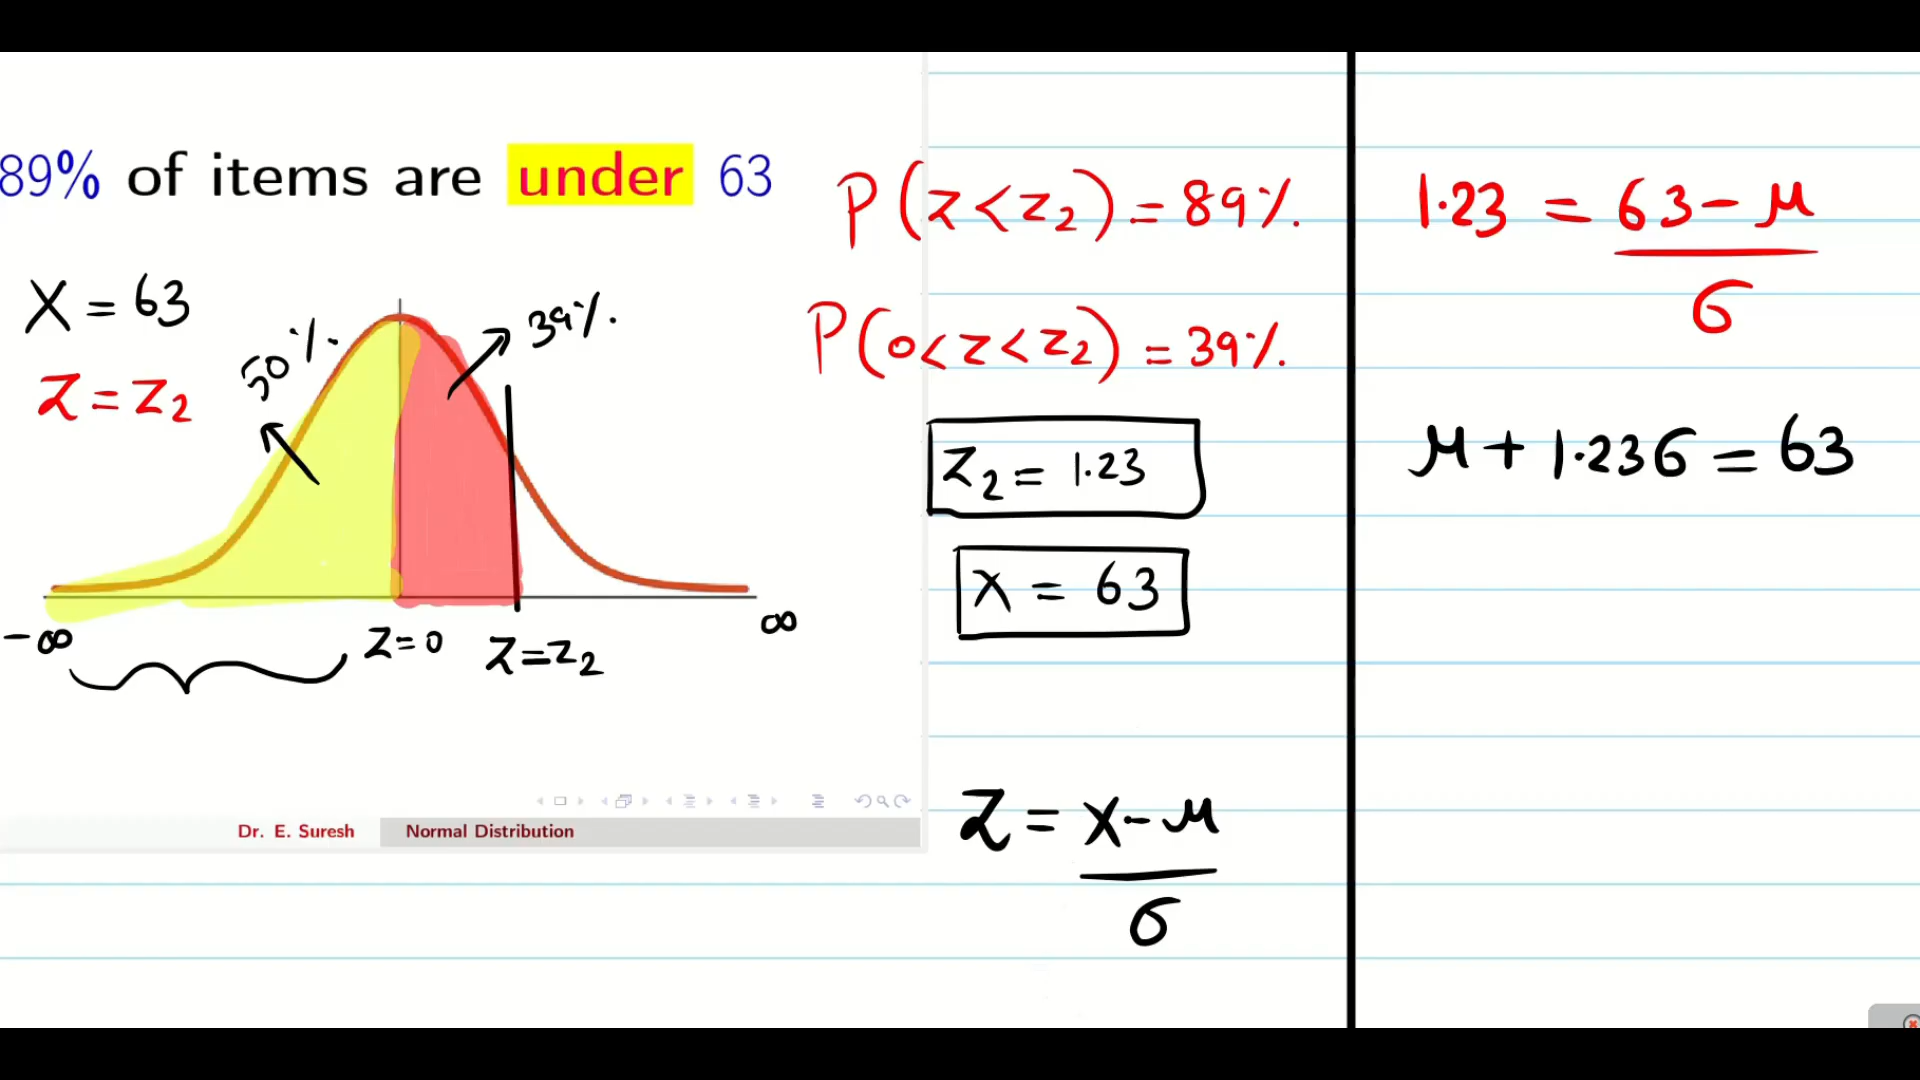 89% of items are under 63
X = 63
Z = Z₂
50%.
39%.
-∞
Z=0
Z=Z₂
∞
Dr. E. Suresh
Normal Distribution
P(Z<Z₂) = 89%.
P(0<Z<Z₂) = 39%.
Z₂ = 1.23
X = 63
Z = X-μ
σ
1.23 = 63-μ
σ
μ + 1.23σ = 63